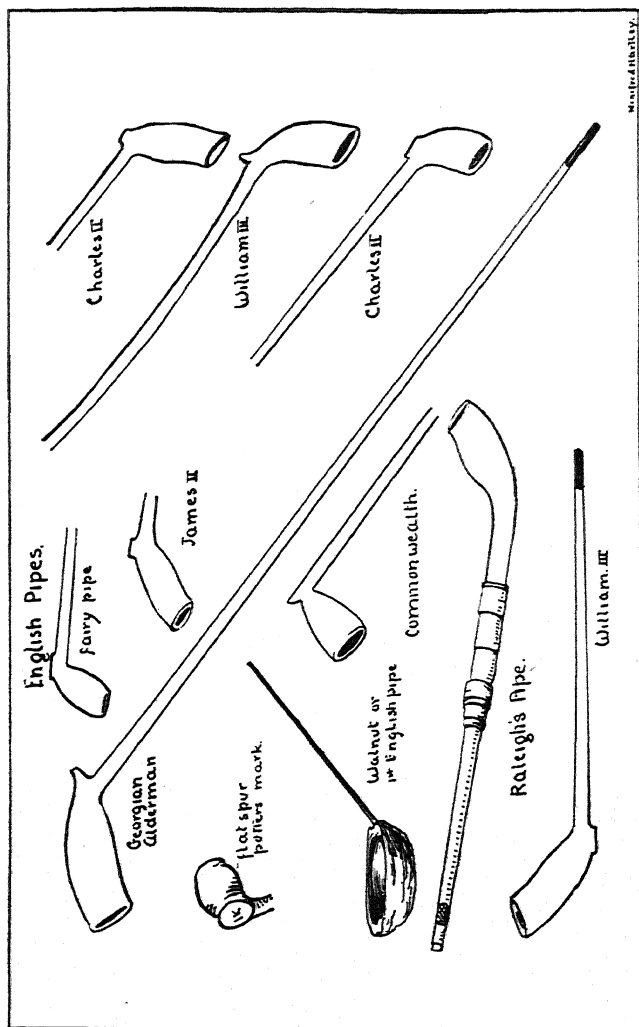 English Pipes.
fairy pipe
Charles II
Georgian
Alderman
James II
William III.
flat spur
potters mark.
IK
Charles II
Walnut or
1st English pipe
Commonwealth.
Raleigh's Pipe.
William. III
Winifred Hartley.